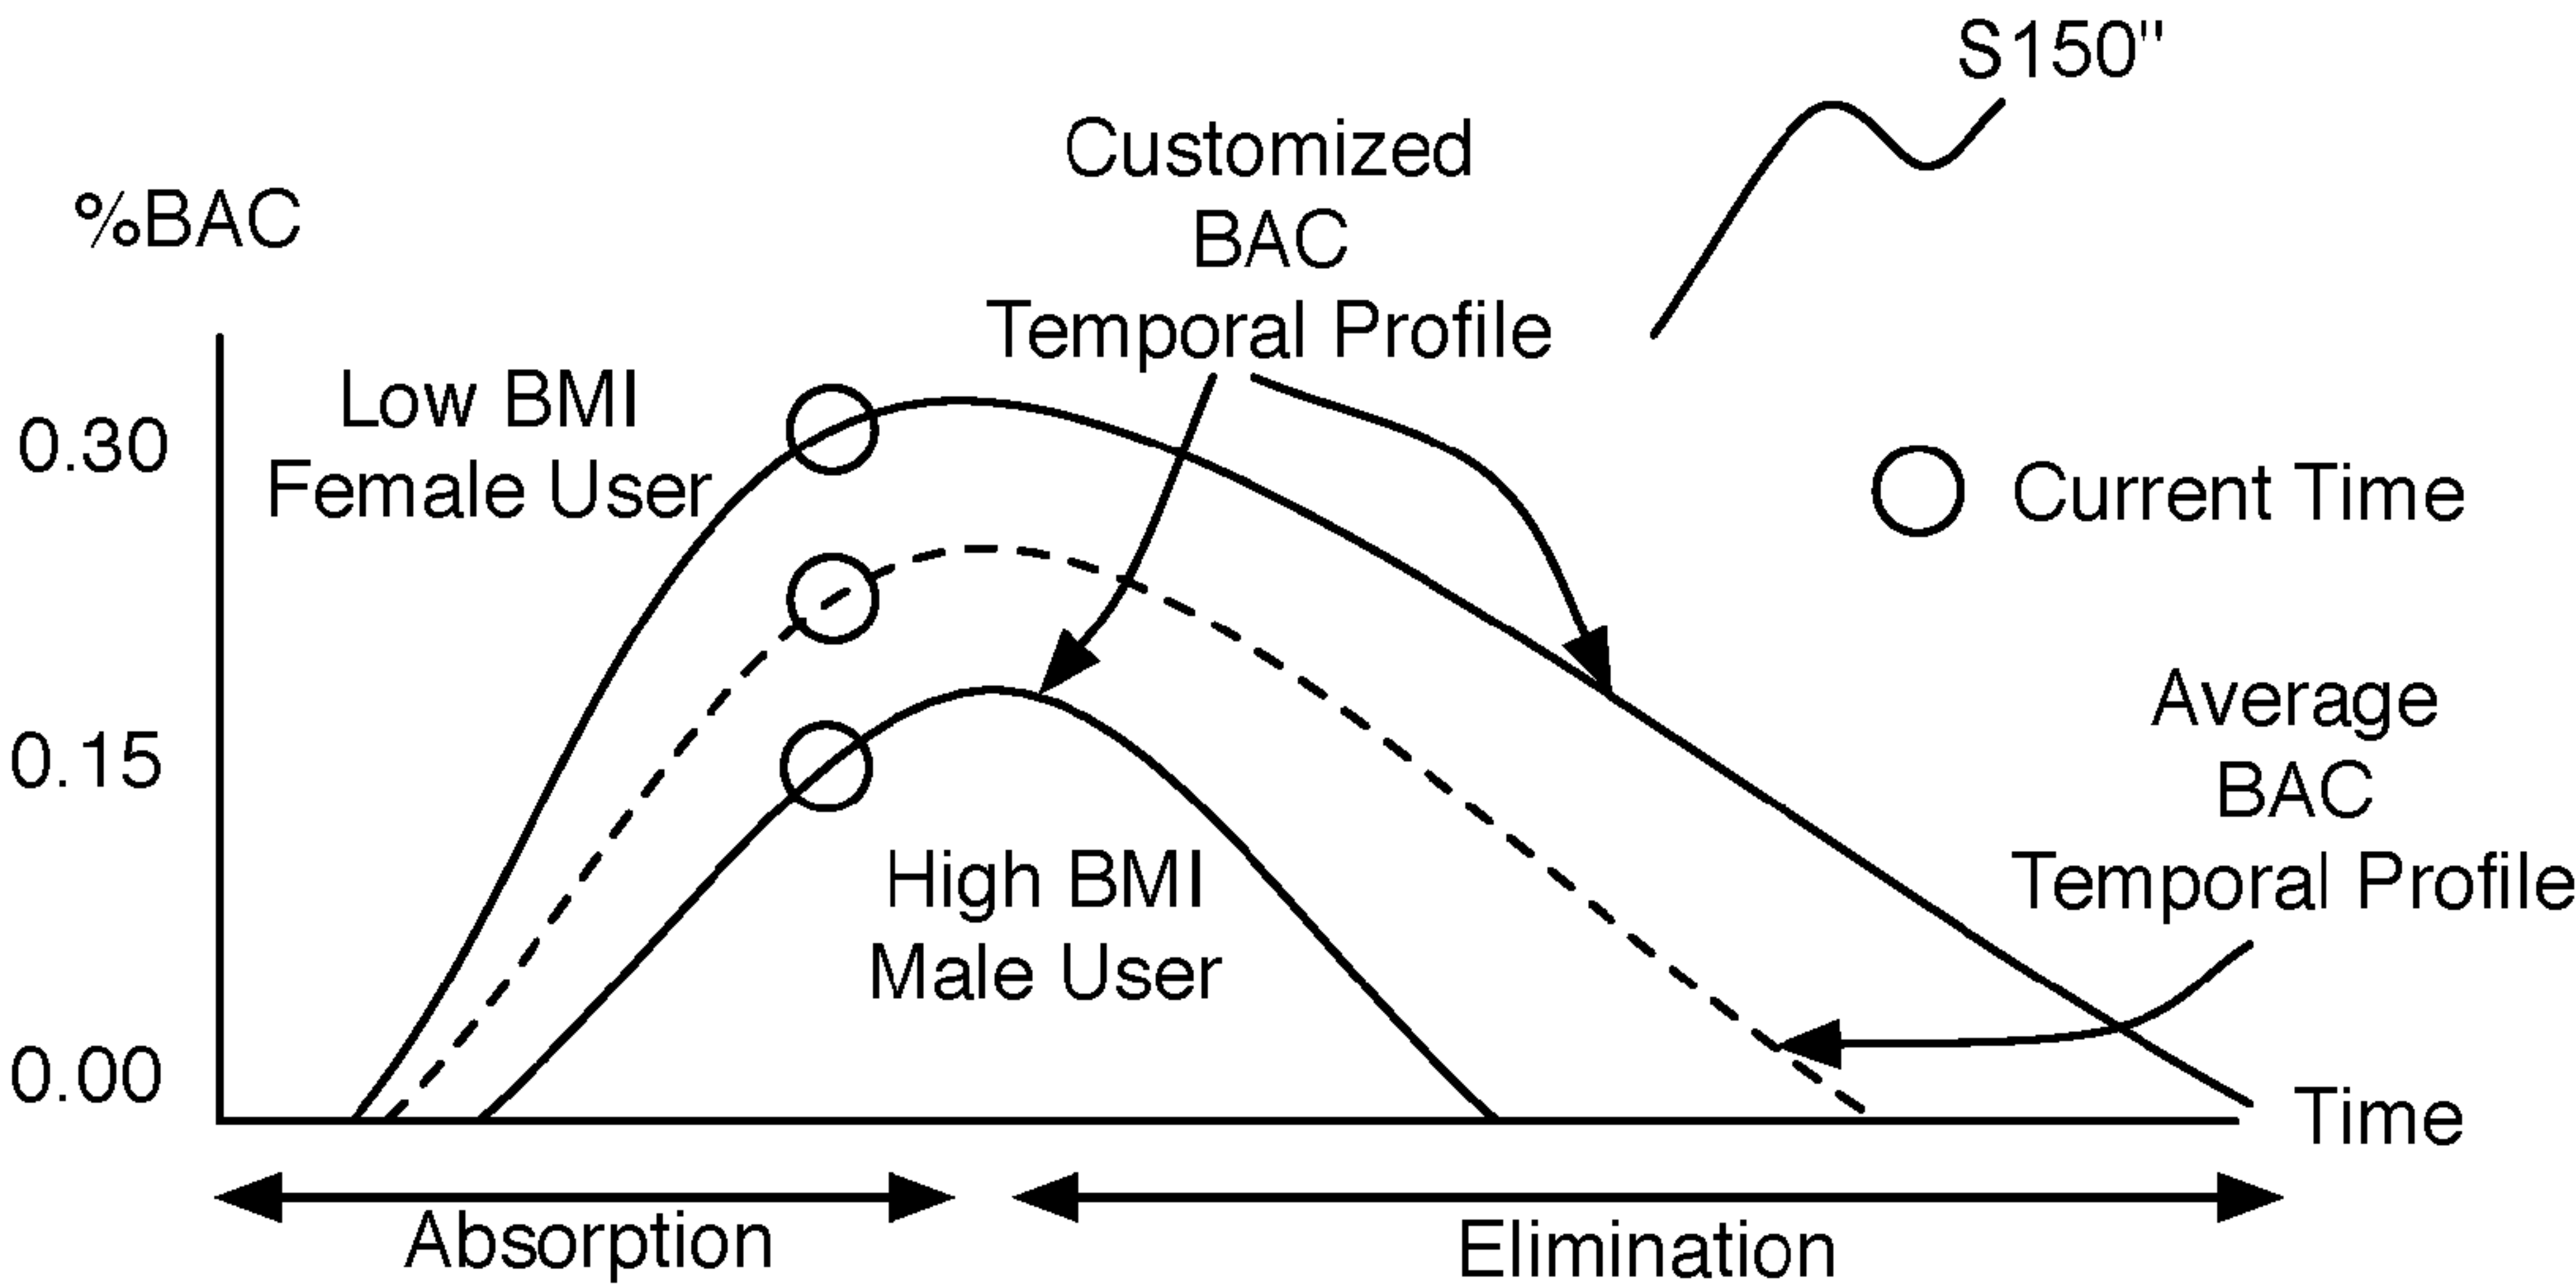 S150"
Customized
BAC
Temporal Profile
%BAC
Low BMI
Female User
0.30
Current Time
0.15
Average
BAC
Temporal Profile
High BMI
Male User
0.00
Time
Absorption
Elimination